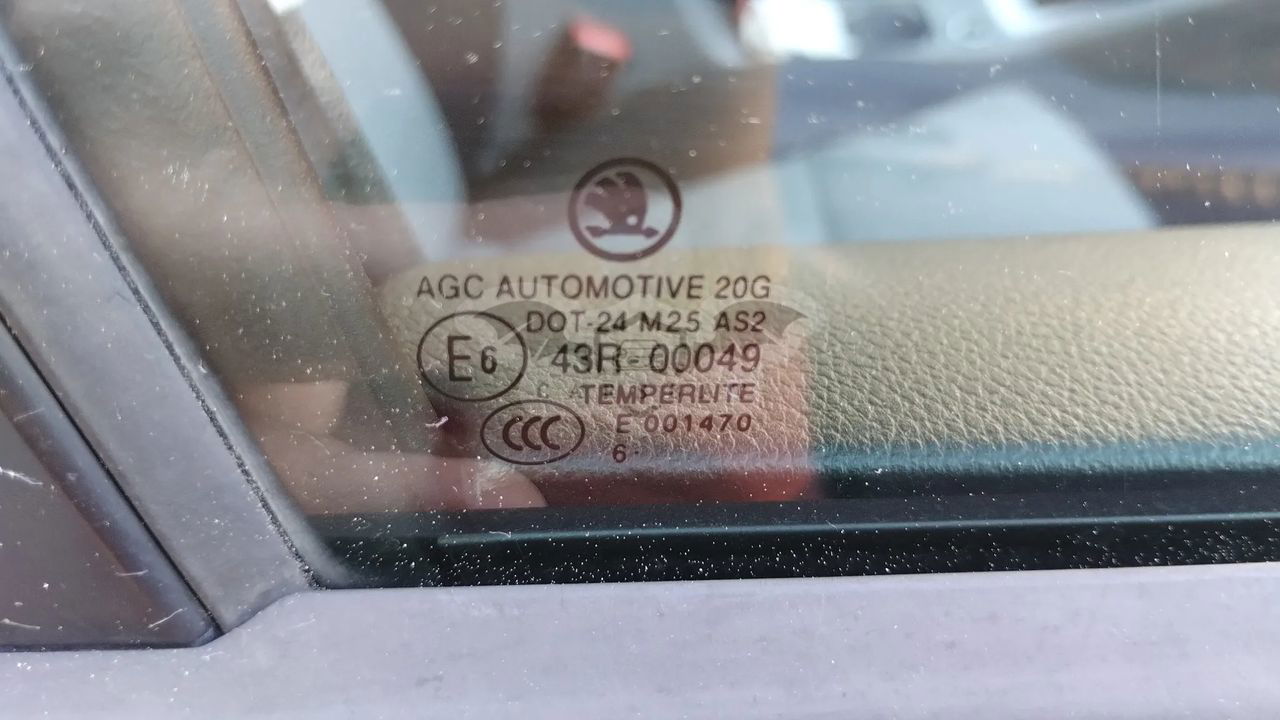 AGC AUTOMOTIVE 20G
DOT-24 M25 AS2
E6 43R-00049
C TEMPERLITE
CCC E 001470
6.